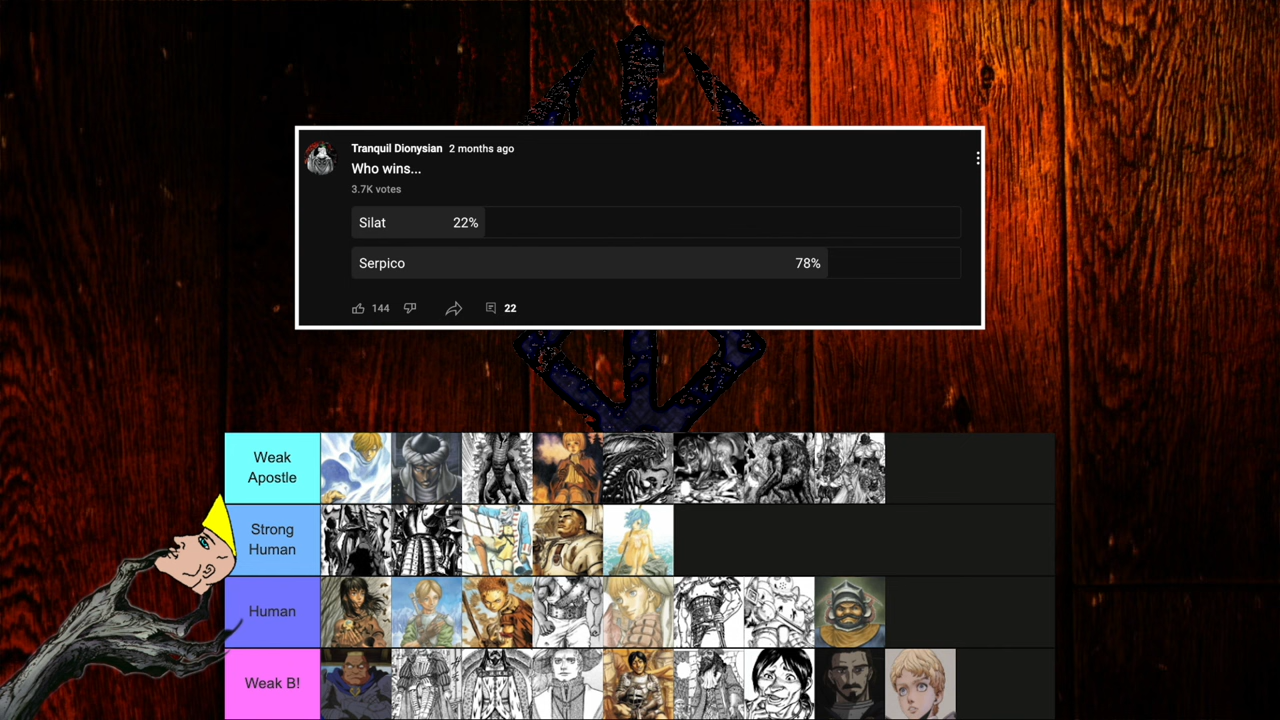 Tranquil Dionysian 2 months ago
Who wins...
3.7K votes
Silat 22%
Serpico 78%
144 22
Weak
Apostle
Strong
Human
Human
Weak B!